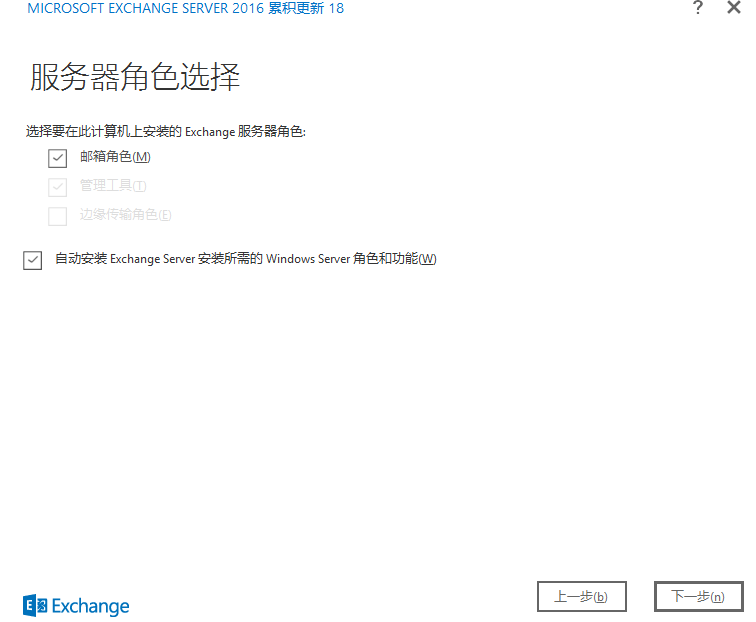 MICROSOFT EXCHANGE SERVER 2016 累积更新 18
? ✕
服务器角色选择
选择要在此计算机上安装的 Exchange 服务器角色:
邮箱角色(M)
管理工具(T)
边缘传输角色(E)
自动安装 Exchange Server 安装所需的 Windows Server 角色和功能(W)
E Exchange
上一步(b) 下一步(n)